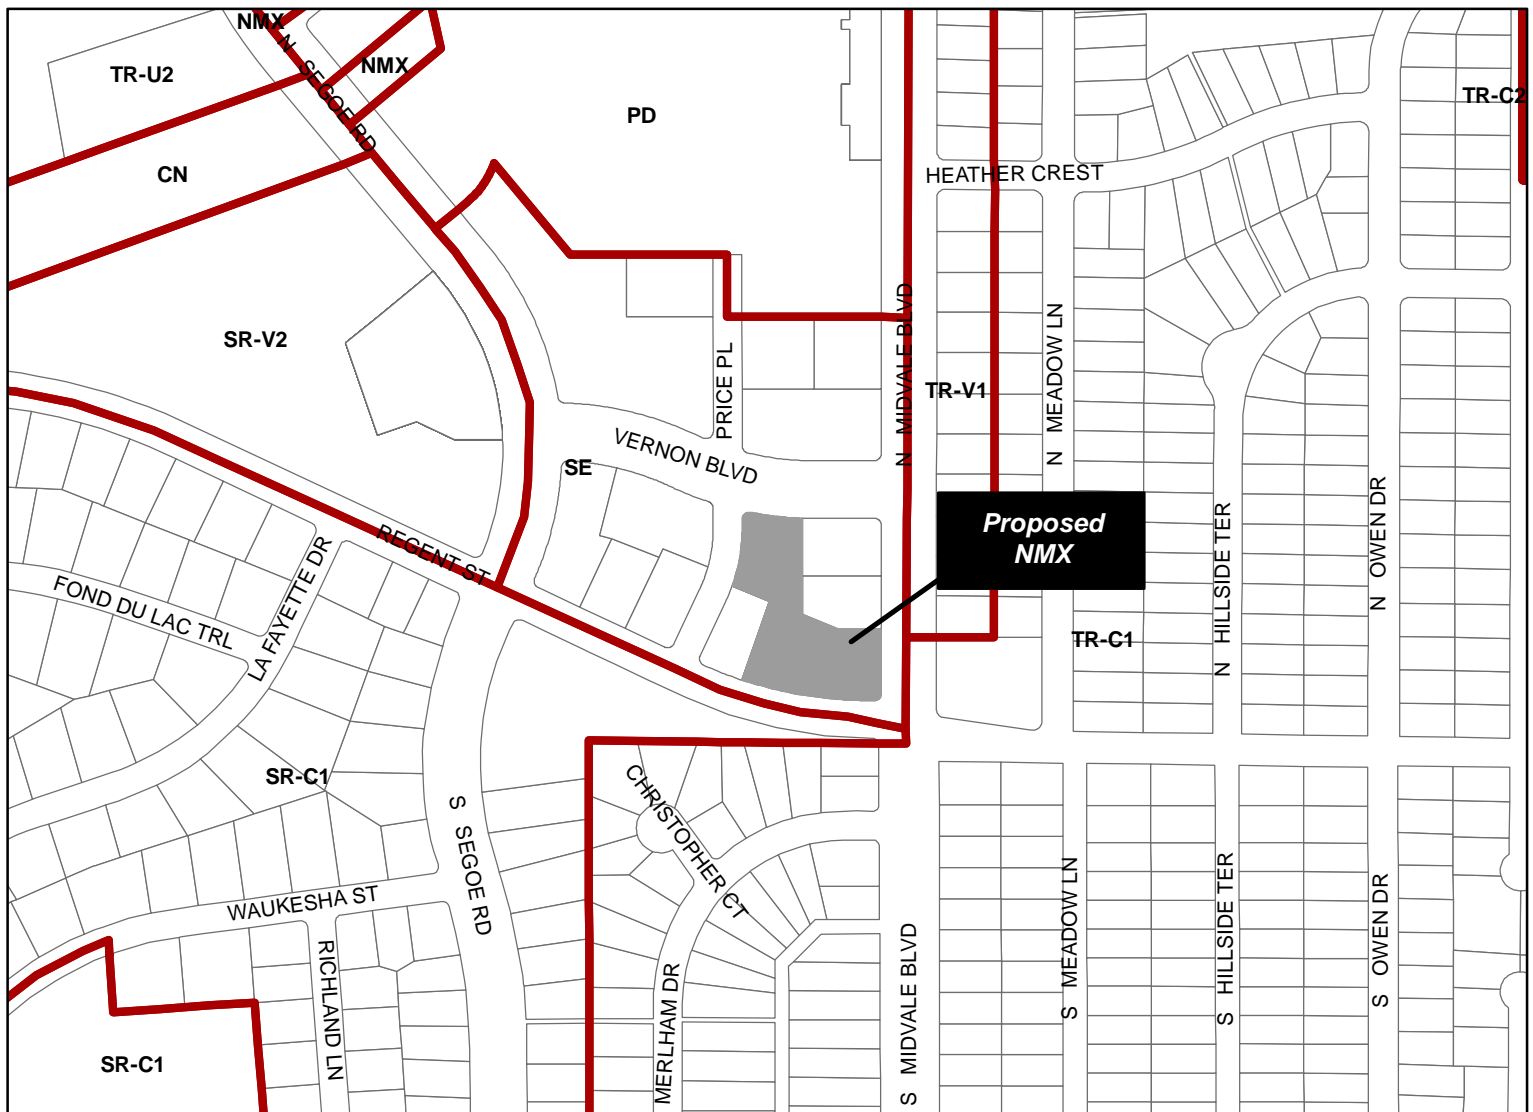 NMX
N SEGOE RD
NMX
TR-U2
PD
TR-C2
CN
HEATHER CREST
SR-V2
N MIDVALE BLVD
N MEADOW LN
PRICE PL
TR-V1
VERNON BLVD
SE
N HILLSIDE TER
N OWEN DR
Proposed
NMX
REGENT ST
LA FAYETTE DR
FOND DU LAC TRL
TR-C1
SR-C1
CHRISTOPHER CT
S SEGOE RD
WAUKESHA ST
S MEADOW LN
S HILLSIDE TER
S OWEN DR
RICHLAND LN
MERLHAM DR
S MIDVALE BLVD
SR-C1